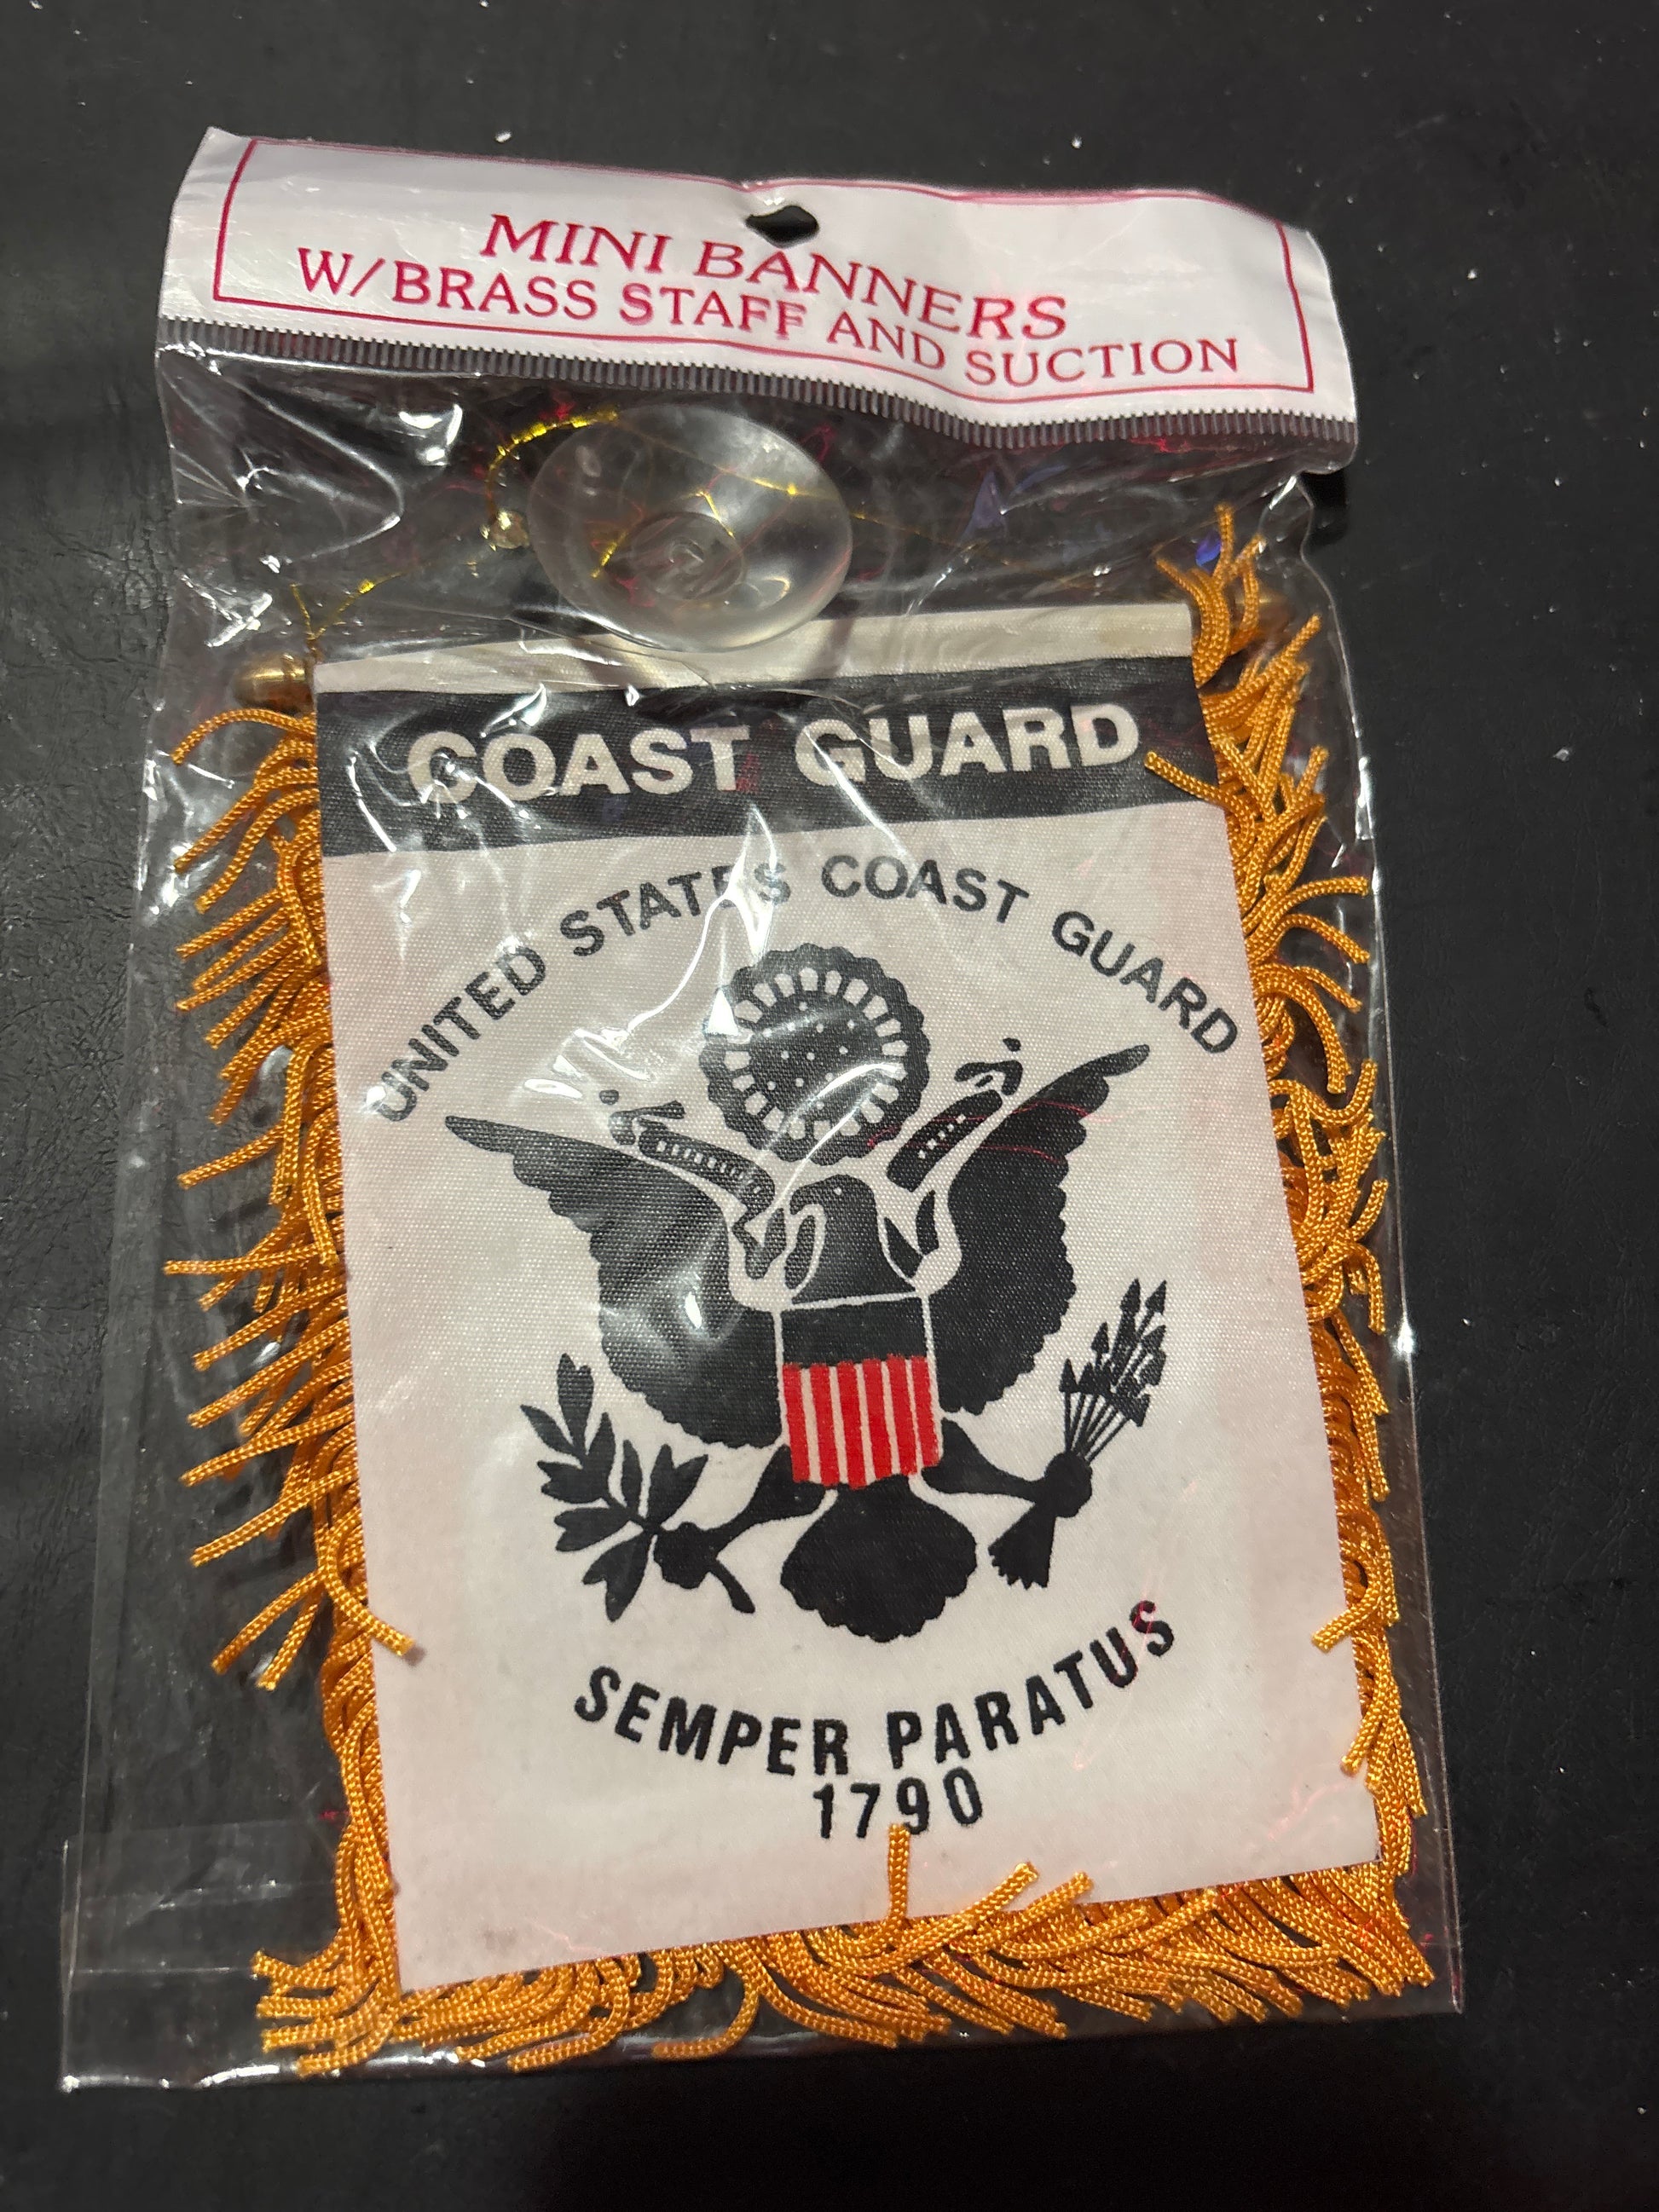 MINI BANNERS
W/BRASS STAFF AND SUCTION
COAST GUARD
UNITED STATES COAST GUARD
SEMPER PARATUS
1790